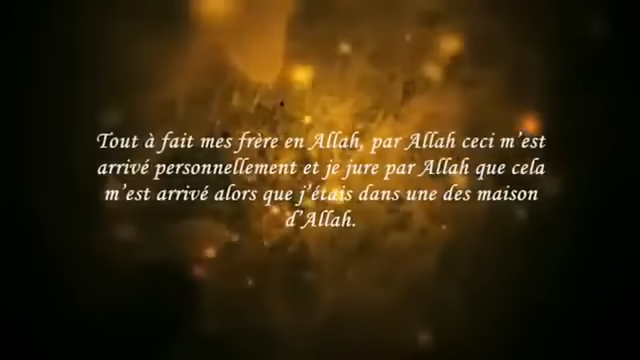 Tout à fait mes frère en Allah, par Allah ceci m'est
arrivé personnellement et je jure par Allah que cela
m'est arrivé alors que j'étais dans une des maison
d'Allah.